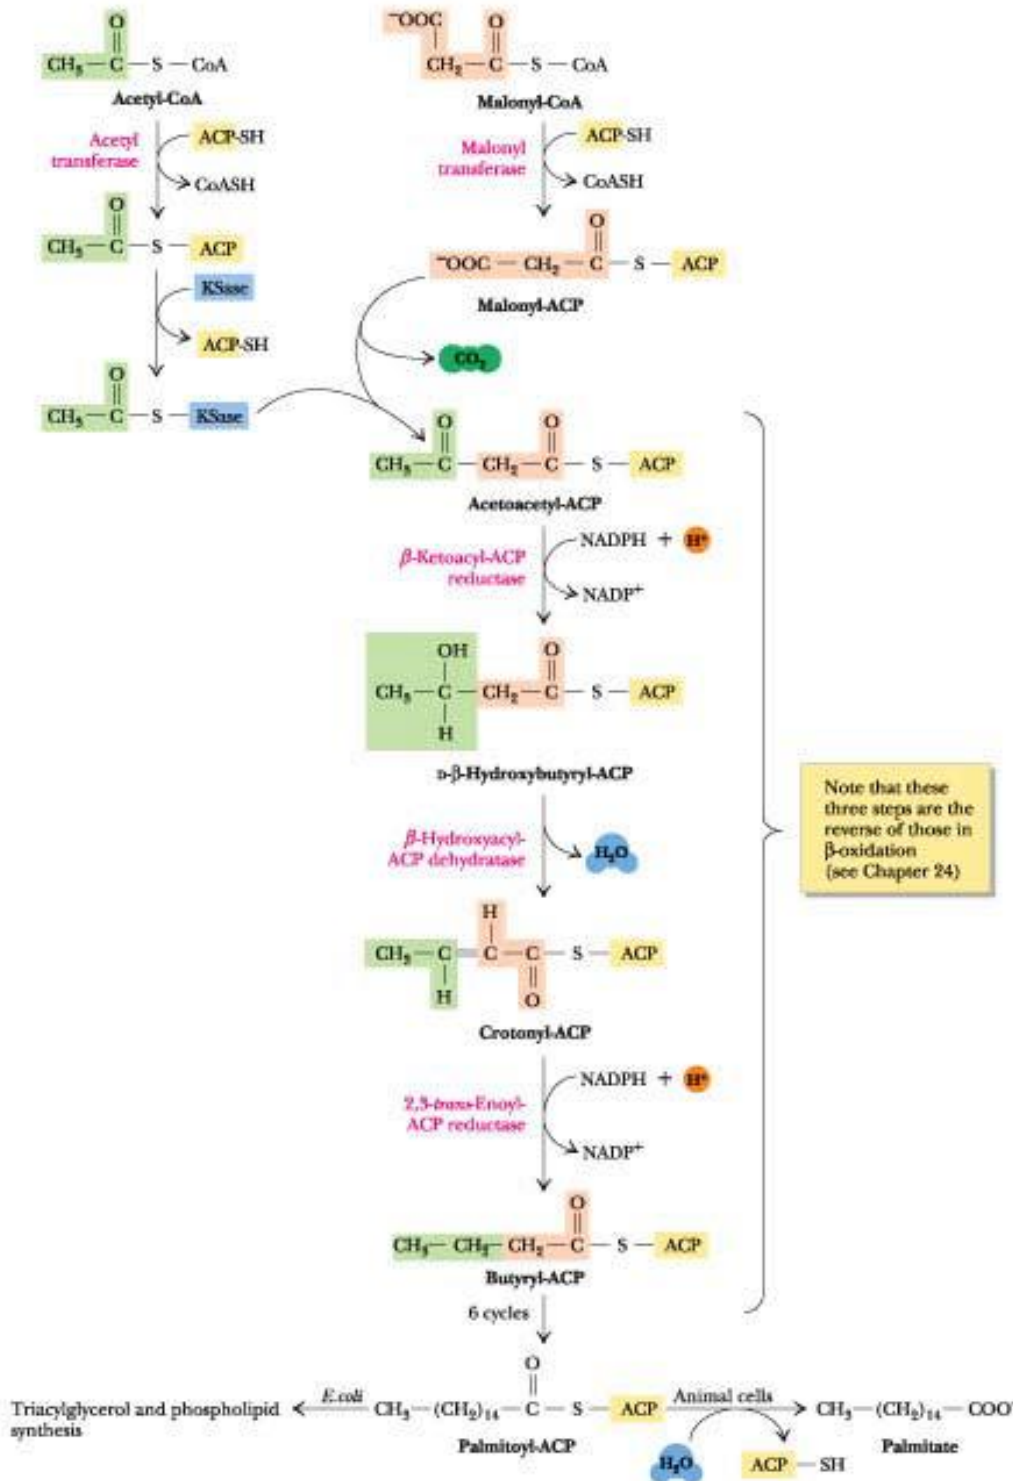 O
CH₃ — C — S — CoA
Acetyl-CoA
Acetyl
transferase
ACP-SH
CoASH
O
CH₃ — C — S — ACP
KSase
ACP-SH
O
CH₃ — C — S — KSase
⁻OOC O
CH₂ — C — S — CoA
Malonyl-CoA
Malonyl
transferase
ACP-SH
CoASH
O
⁻OOC — CH₂ — C — S — ACP
Malonyl-ACP
CO₂
O O
CH₃ — C — CH₂ — C — S — ACP
Acetoacetyl-ACP
β-Ketoacyl-ACP
reductase
NADPH + H⁺
NADP⁺
OH O
CH₃ — C — CH₂ — C — S — ACP
H
D-β-Hydroxybutyryl-ACP
β-Hydroxyacyl-
ACP dehydratase
H₂O
H
CH₃ — C = C — C — S — ACP
H O
Crotonyl-ACP
2,3-trans-Enoyl-
ACP reductase
NADPH + H⁺
NADP⁺
O
CH₃ — CH₂ — CH₂ — C — S — ACP
Butyryl-ACP
6 cycles
Note that these
three steps are the
reverse of those in
β-oxidation
(see Chapter 24)
O
Triacylglycerol and phospholipid
synthesis
E.coli
CH₃ — (CH₂)₁₄ — C — S — ACP
Palmitoyl-ACP
Animal cells
H₂O
ACP — SH
CH₃ — (CH₂)₁₄ — COO⁻
Palmitate